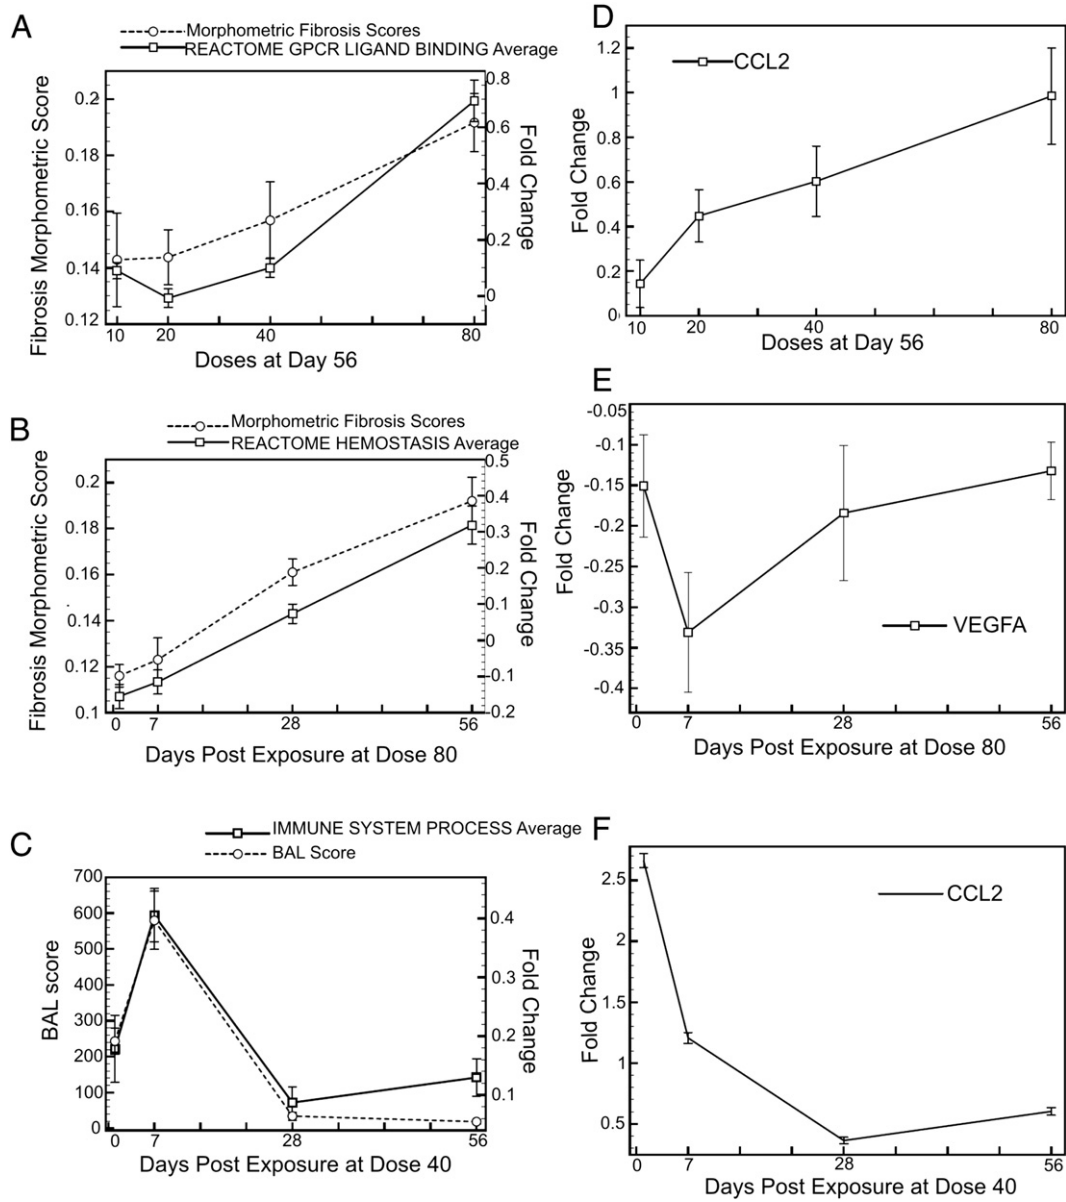 A
Morphometric Fibrosis Scores
REACTOME GPCR LIGAND BINDING Average
Fibrosis Morphometric Score
0.2
0.18
0.16
0.14
0.12
0.8
0.6
0.4
0.2
0
Fold Change
10 20 40 80
Doses at Day 56
B
Morphometric Fibrosis Scores
REACTOME HEMOSTASIS Average
Fibrosis Morphometric Score
0.2
0.18
0.16
0.14
0.12
0.1
0.5
0.4
0.3
0.2
0.1
0
-0.1
-0.2
Fold Change
0 7 28 56
Days Post Exposure at Dose 80
C
IMMUNE SYSTEM PROCESS Average
BAL Score
BAL score
700
600
500
400
300
200
100
0
0.4
0.3
0.2
0.1
Fold Change
0 7 28 56
Days Post Exposure at Dose 40
D
CCL2
Fold Change
1.2
1
0.8
0.6
0.4
0.2
0
10 20 40 80
Doses at Day 56
E
Fold Change
-0.05
-0.1
-0.15
-0.2
-0.25
-0.3
-0.35
-0.4
VEGFA
0 7 28 56
Days Post Exposure at Dose 80
F
CCL2
Fold Change
2.5
2
1.5
1
0.5
0 7 28 56
Days Post Exposure at Dose 40